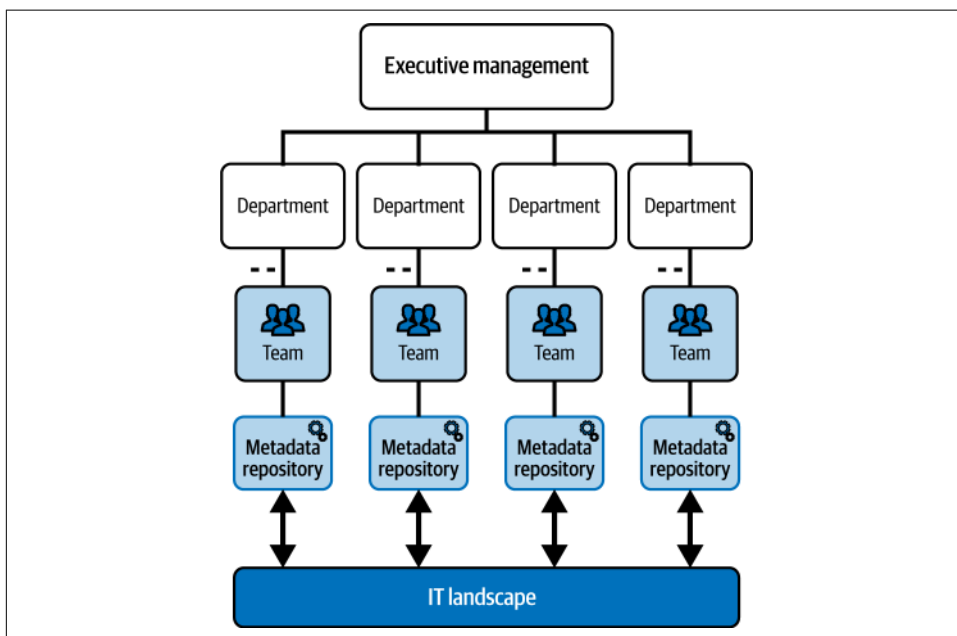 Executive management
Department
Department
Department
Department
Team
Team
Team
Team
Metadata
repository
Metadata
repository
Metadata
repository
Metadata
repository
IT landscape